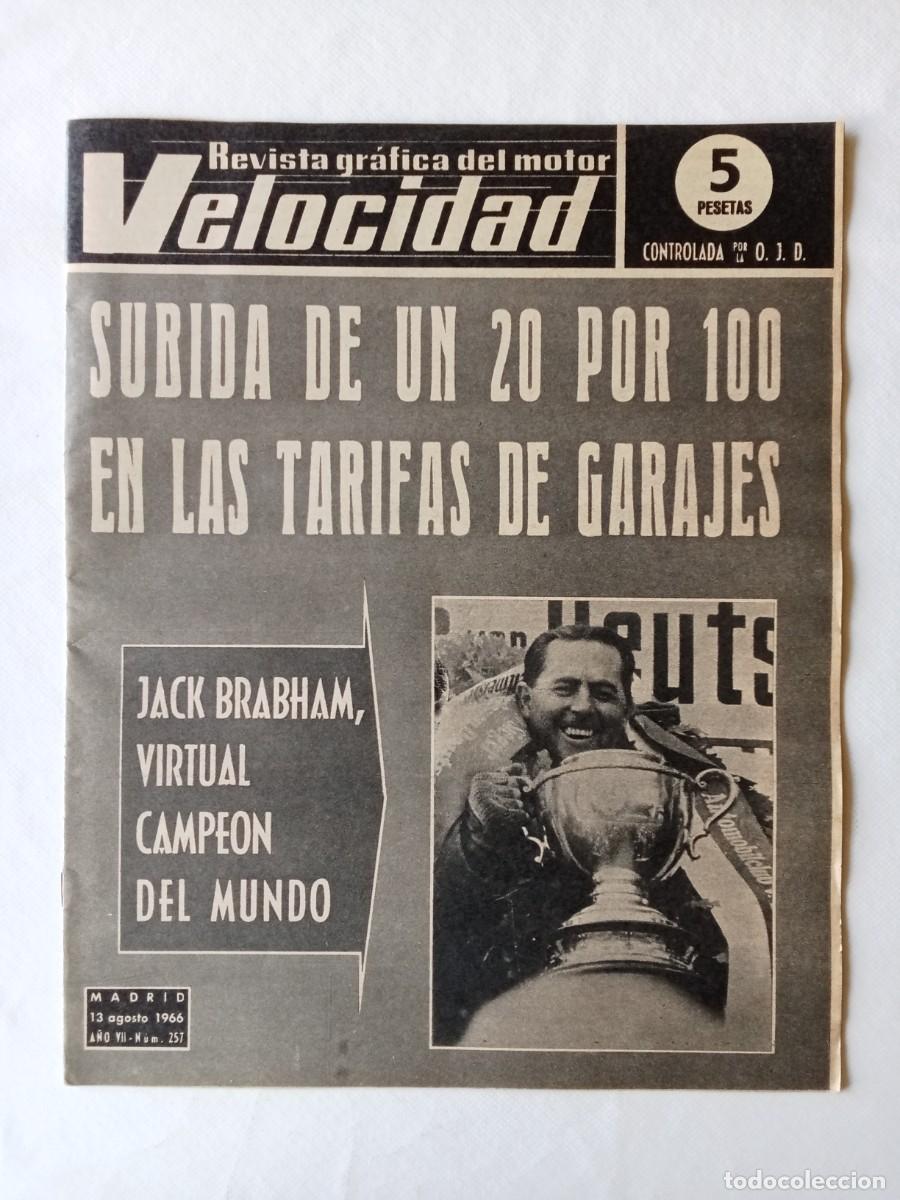 Revista gráfica del motor
Velocidad
5
PESETAS
CONTROLADA POR LA O. J. D.
SUBIDA DE UN 20 POR 100
EN LAS TARIFAS DE GARAJES
JACK BRABHAM,
VIRTUAL
CAMPEON
DEL MUNDO
MADRID
13 agosto 1966
AÑO VII - Núm. 257
todocoleccion